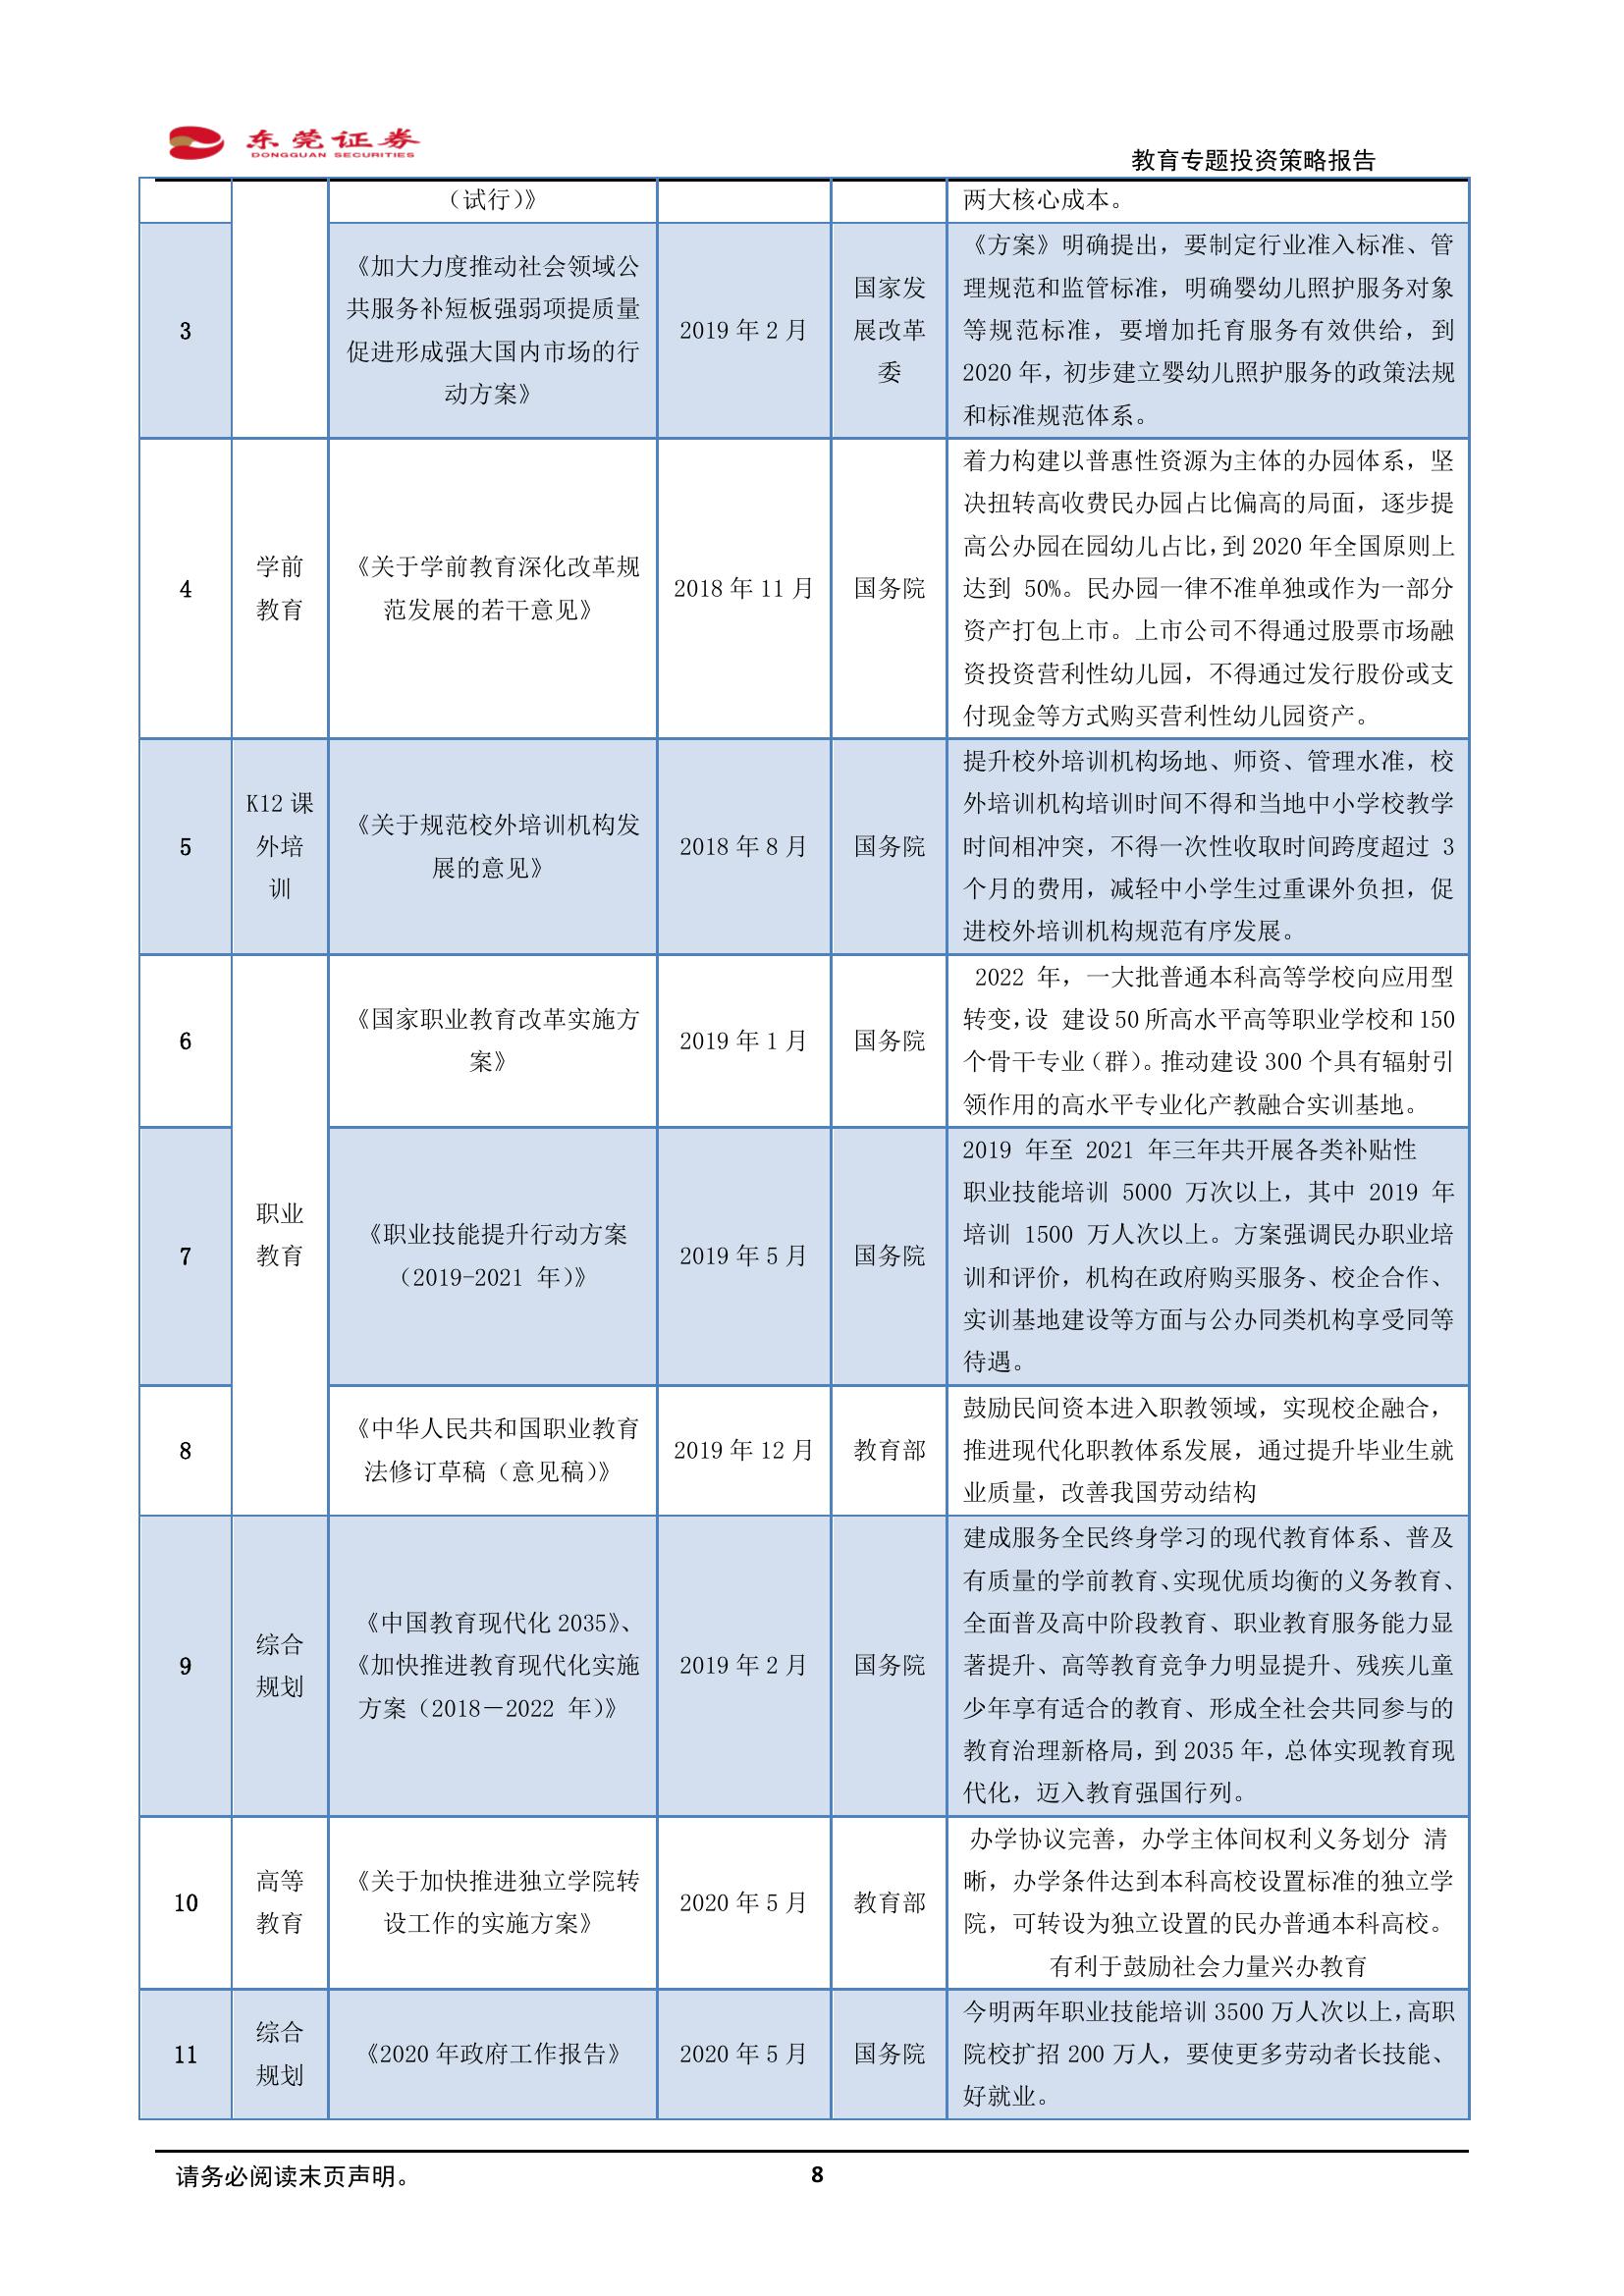 东莞证券
DONGGUAN SECURITIES
教育专题投资策略报告
（试行）》
两大核心成本。
3
《加大力度推动社会领域公
共服务补短板强弱项提质量
促进形成强大国内市场的行
动方案》
2019 年 2 月
国家发
展改革
委
《方案》明确提出，要制定行业准入标准、管
理规范和监管标准，明确婴幼儿照护服务对象
等规范标准，要增加托育服务有效供给，到
2020 年，初步建立婴幼儿照护服务的政策法规
和标准规范体系。
4
学前
教育
《关于学前教育深化改革规
范发展的若干意见》
2018 年 11 月
国务院
着力构建以普惠性资源为主体的办园体系，坚
决扭转高收费民办园占比偏高的局面，逐步提
高公办园在园幼儿占比，到 2020 年全国原则上
达到 50%。民办园一律不准单独或作为一部分
资产打包上市。上市公司不得通过股票市场融
资投资营利性幼儿园，不得通过发行股份或支
付现金等方式购买营利性幼儿园资产。
5
K12 课
外培
训
《关于规范校外培训机构发
展的意见》
2018 年 8 月
国务院
提升校外培训机构场地、师资、管理水准，校
外培训机构培训时间不得和当地中小学校教学
时间相冲突，不得一次性收取时间跨度超过 3
个月的费用，减轻中小学生过重课外负担，促
进校外培训机构规范有序发展。
6
《国家职业教育改革实施方
案》
2019 年 1 月
国务院
2022 年，一大批普通本科高等学校向应用型
转变，设 建设 50 所高水平高等职业学校和 150
个骨干专业（群）。推动建设 300 个具有辐射引
领作用的高水平专业化产教融合实训基地。
职业
教育
7
《职业技能提升行动方案
（2019-2021 年）》
2019 年 5 月
国务院
2019 年至 2021 年三年共开展各类补贴性
职业技能培训 5000 万次以上，其中 2019 年
培训 1500 万人次以上。方案强调民办职业培
训和评价，机构在政府购买服务、校企合作、
实训基地建设等方面与公办同类机构享受同等
待遇。
8
《中华人民共和国职业教育
法修订草稿（意见稿）》
2019 年 12 月
教育部
鼓励民间资本进入职教领域，实现校企融合，
推进现代化职教体系发展，通过提升毕业生就
业质量，改善我国劳动结构
9
综合
规划
《中国教育现代化 2035》、
《加快推进教育现代化实施
方案（2018－2022 年）》
2019 年 2 月
国务院
建成服务全民终身学习的现代教育体系、普及
有质量的学前教育、实现优质均衡的义务教育、
全面普及高中阶段教育、职业教育服务能力显
著提升、高等教育竞争力明显提升、残疾儿童
少年享有适合的教育、形成全社会共同参与的
教育治理新格局，到 2035 年，总体实现教育现
代化，迈入教育强国行列。
10
高等
教育
《关于加快推进独立学院转
设工作的实施方案》
2020 年 5 月
教育部
办学协议完善，办学主体间权利义务划分 清
晰，办学条件达到本科高校设置标准的独立学
院，可转设为独立设置的民办普通本科高校。
有利于鼓励社会力量兴办教育
11
综合
规划
《2020 年政府工作报告》
2020 年 5 月
国务院
今明两年职业技能培训 3500 万人次以上，高职
院校扩招 200 万人，要使更多劳动者长技能、
好就业。
请务必阅读末页声明。
8